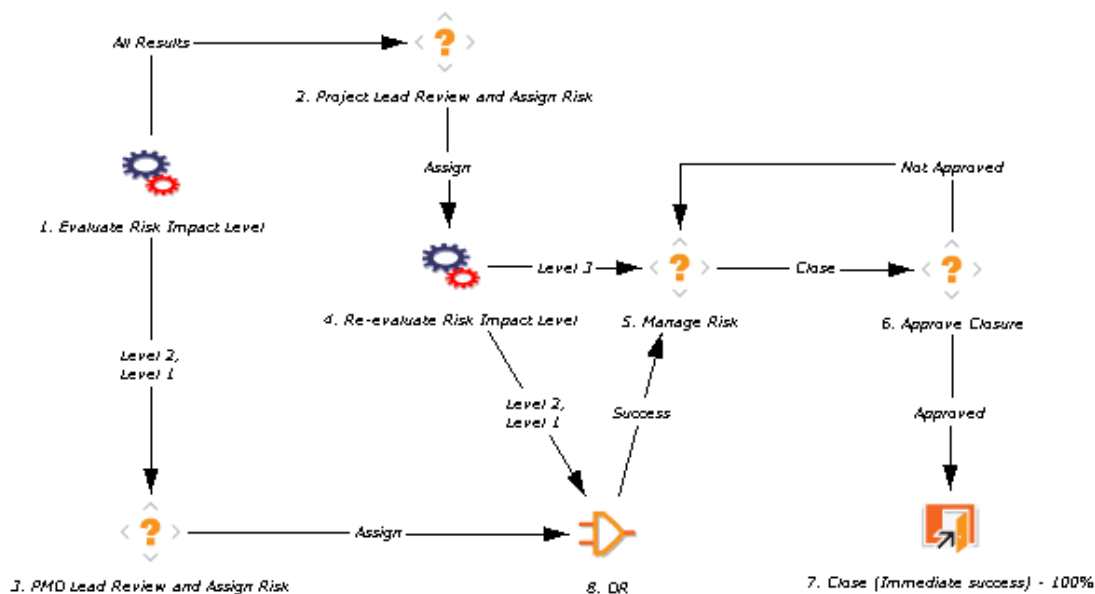 All Results
2. Project Lead Review and Assign Risk
Assign
Not Approved
1. Evaluate Risk Impact Level
Level 3
Close
4. Re-evaluate Risk Impact Level
5. Manage Risk
6. Approve Closure
Level 2,
Level 1
Level 2,
Level 1
Success
Approved
Assign
3. PMO Lead Review and Assign Risk
8. OR
7. Close (Immediate success) - 100%